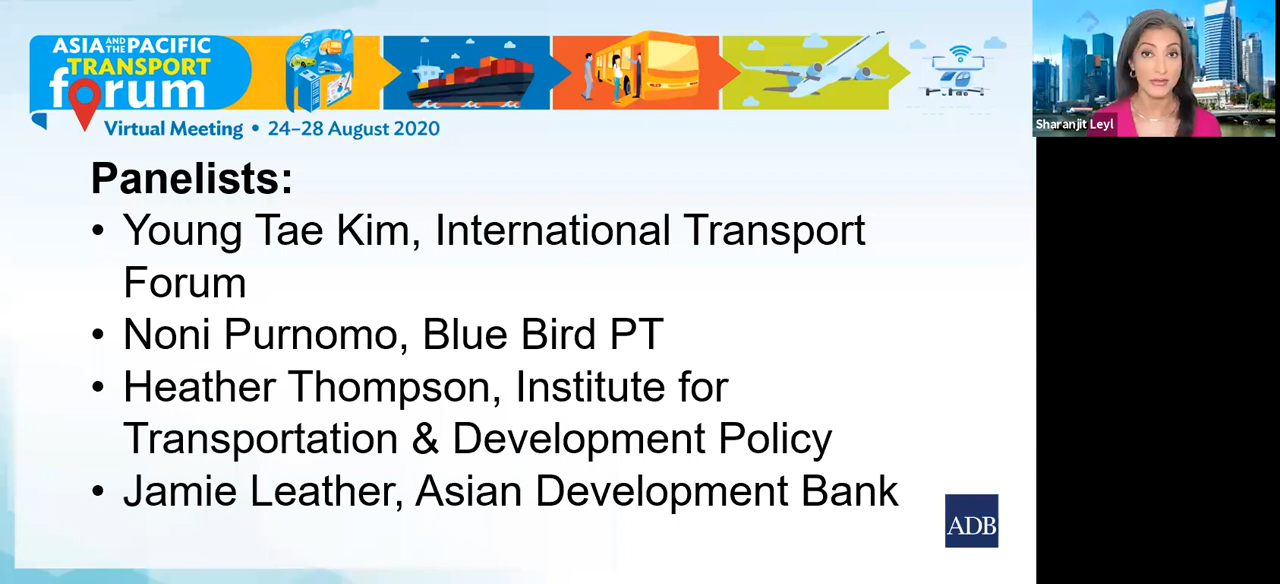 ASIA AND THE PACIFIC
TRANSPORT
forum
Virtual Meeting • 24–28 August 2020
Sharanjit Leyl
Panelists:
• Young Tae Kim, International Transport
Forum
• Noni Purnomo, Blue Bird PT
• Heather Thompson, Institute for
Transportation & Development Policy
• Jamie Leather, Asian Development Bank
ADB